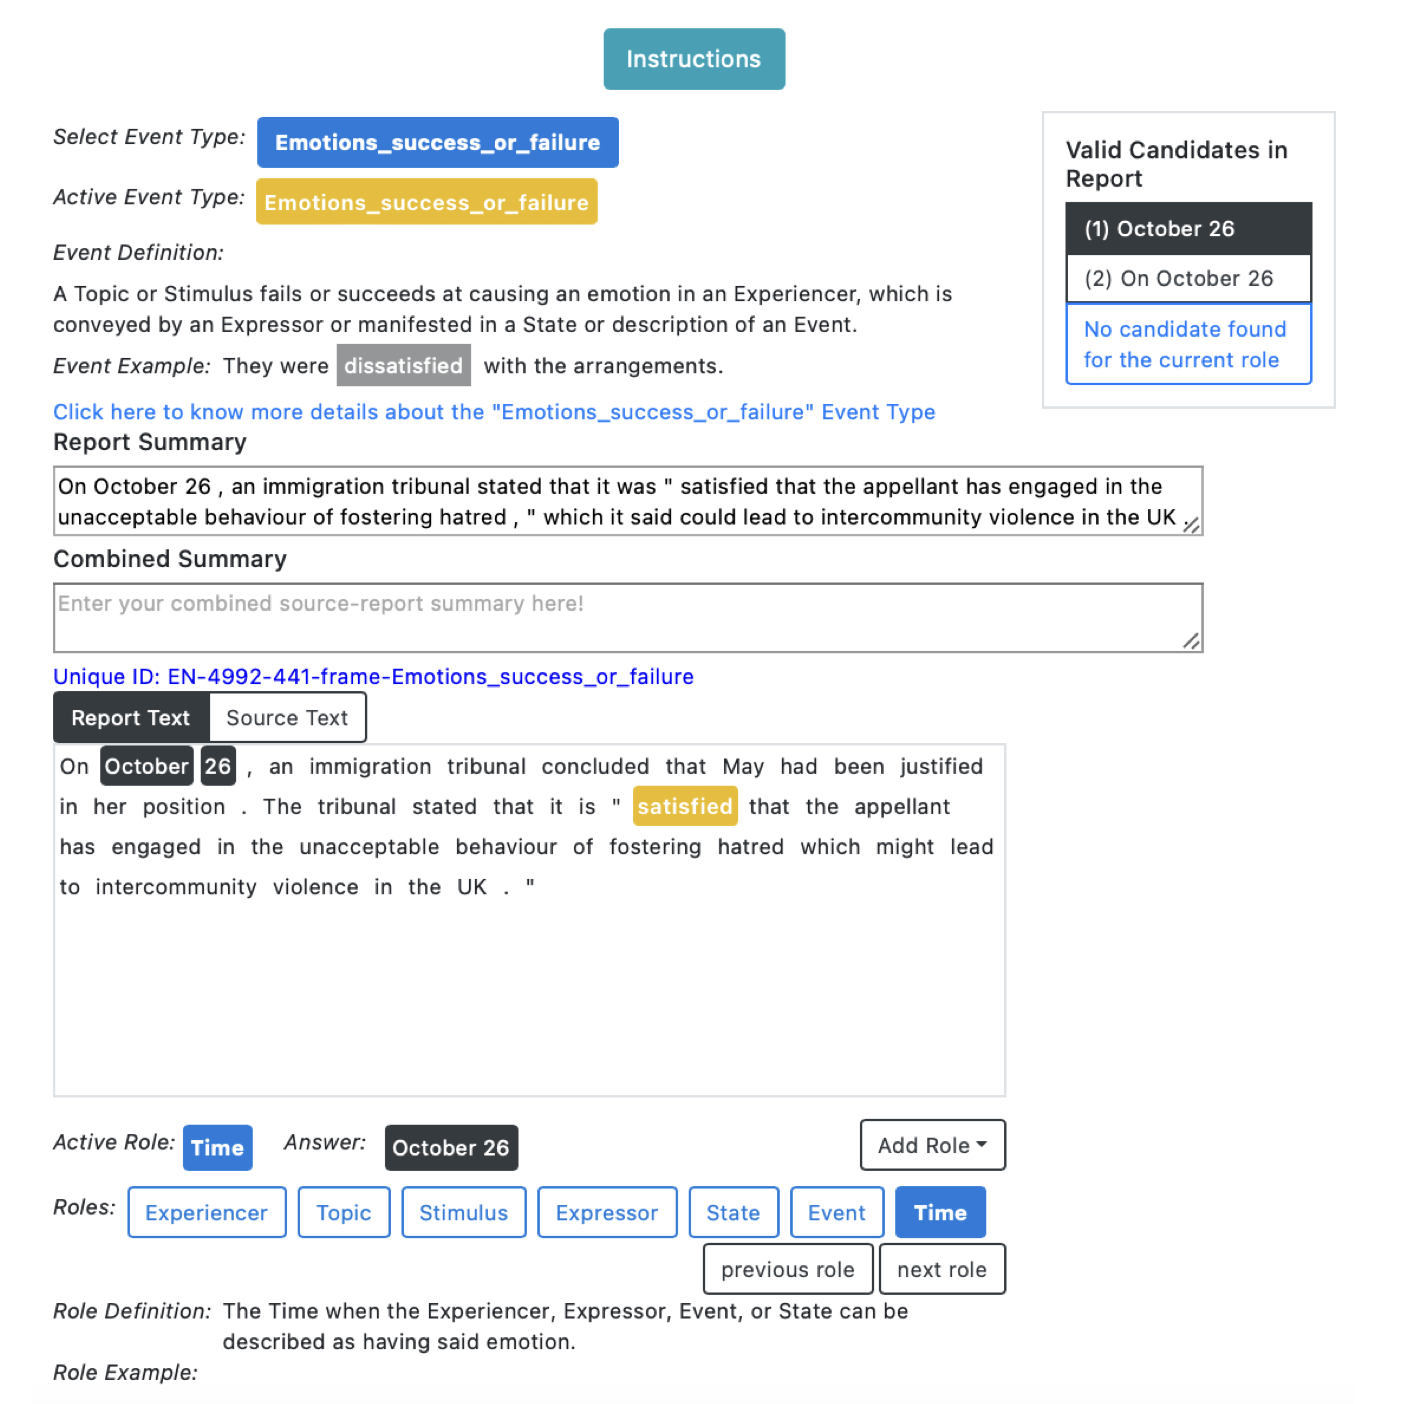 Instructions
Select Event Type: Emotions_success_or_failure
Active Event Type: Emotions_success_or_failure
Event Definition:
A Topic or Stimulus fails or succeeds at causing an emotion in an Experiencer, which is
conveyed by an Expressor or manifested in a State or description of an Event.
Event Example: They were dissatisfied with the arrangements.
Click here to know more details about the "Emotions_success_or_failure" Event Type
Valid Candidates in
Report
(1) October 26
(2) On October 26
No candidate found
for the current role
Report Summary
On October 26 , an immigration tribunal stated that it was " satisfied that the appellant has engaged in the
unacceptable behaviour of fostering hatred , " which it said could lead to intercommunity violence in the UK .
Combined Summary
Enter your combined source-report summary here!
Unique ID: EN-4992-441-frame-Emotions_success_or_failure
Report Text Source Text
On October 26 , an immigration tribunal concluded that May had been justified
in her position . The tribunal stated that it is " satisfied that the appellant
has engaged in the unacceptable behaviour of fostering hatred which might lead
to intercommunity violence in the UK . "
Active Role: Time Answer: October 26 Add Role
Roles: Experiencer Topic Stimulus Expressor State Event Time
previous role next role
Role Definition: The Time when the Experiencer, Expressor, Event, or State can be
described as having said emotion.
Role Example: